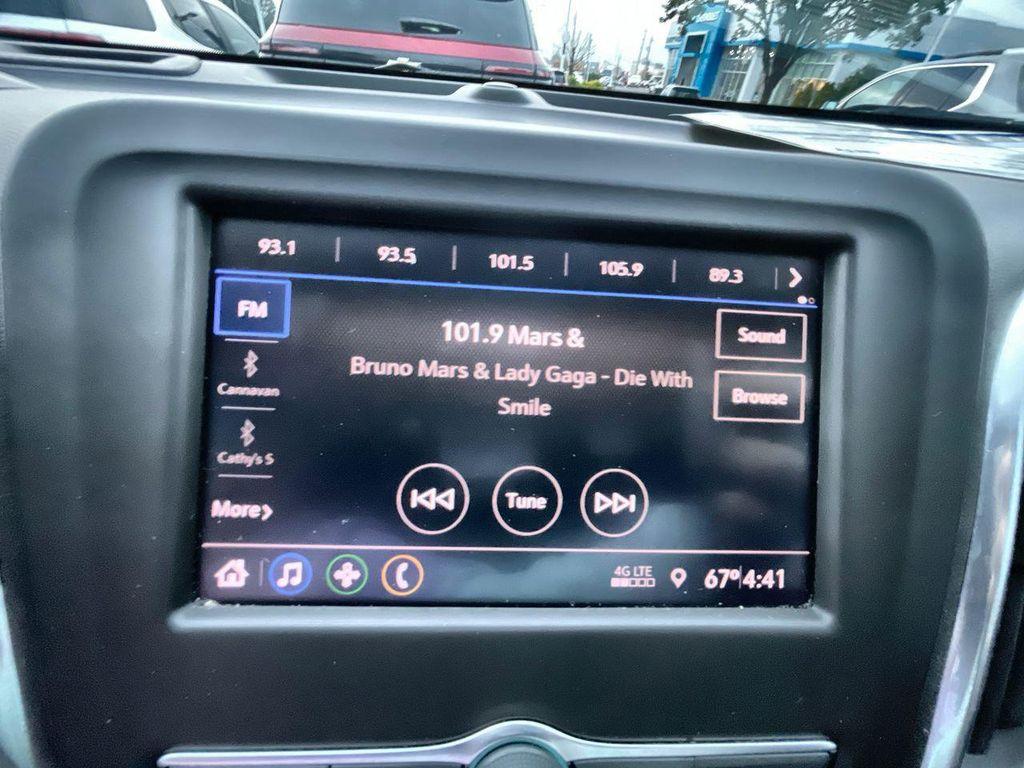 93.1 | 93.5 | 101.5 | 105.9 | 89.3
FM
101.9 Mars &
Sound
Bruno Mars & Lady Gaga - Die With
Smile
Cannavan
Browse
Cathy's S
More>
Tune
4G LTE
67° 4:41